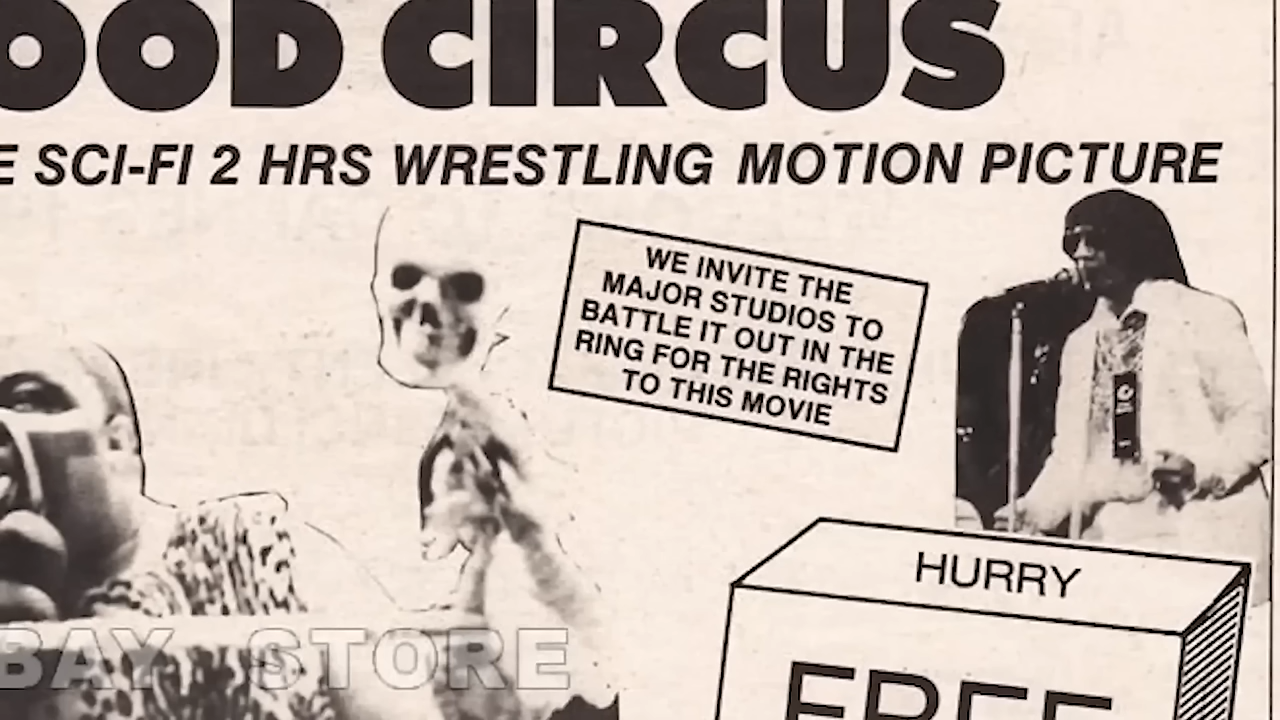 OOD CIRCUS
E SCI-FI 2 HRS WRESTLING MOTION PICTURE
WE INVITE THE
MAJOR STUDIOS TO
BATTLE IT OUT IN THE
RING FOR THE RIGHTS
TO THIS MOVIE
HURRY
FREE
BAY STORE